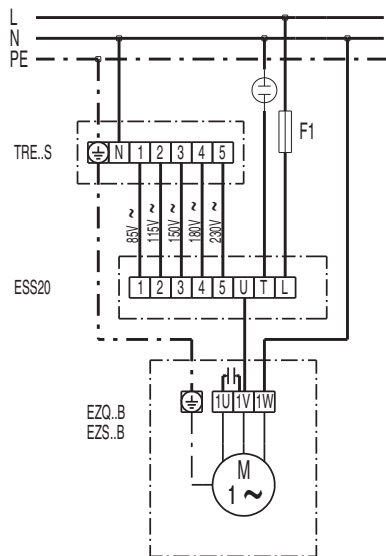 L
N
PE
F1
TRE..S
N 1 2 3 4 5
85V ~
115V ~
150V ~
180V ~
230V ~
ESS20
1 2 3 4 5 U T L
EZQ..B
EZS..B
1U 1V 1W
M
1 ~